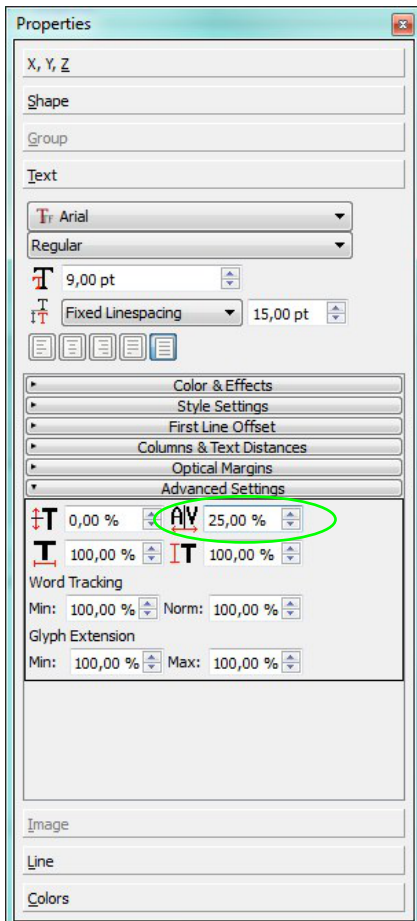 Properties
X, Y, Z
Shape
Group
Text
Arial
Regular
9,00 pt
Fixed Linespacing 15,00 pt
Color & Effects
Style Settings
First Line Offset
Columns & Text Distances
Optical Margins
Advanced Settings
0,00 % A|V 25,00 %
100,00 % 100,00 %
Word Tracking
Min: 100,00 % Norm: 100,00 %
Glyph Extension
Min: 100,00 % Max: 100,00 %
Image
Line
Colors